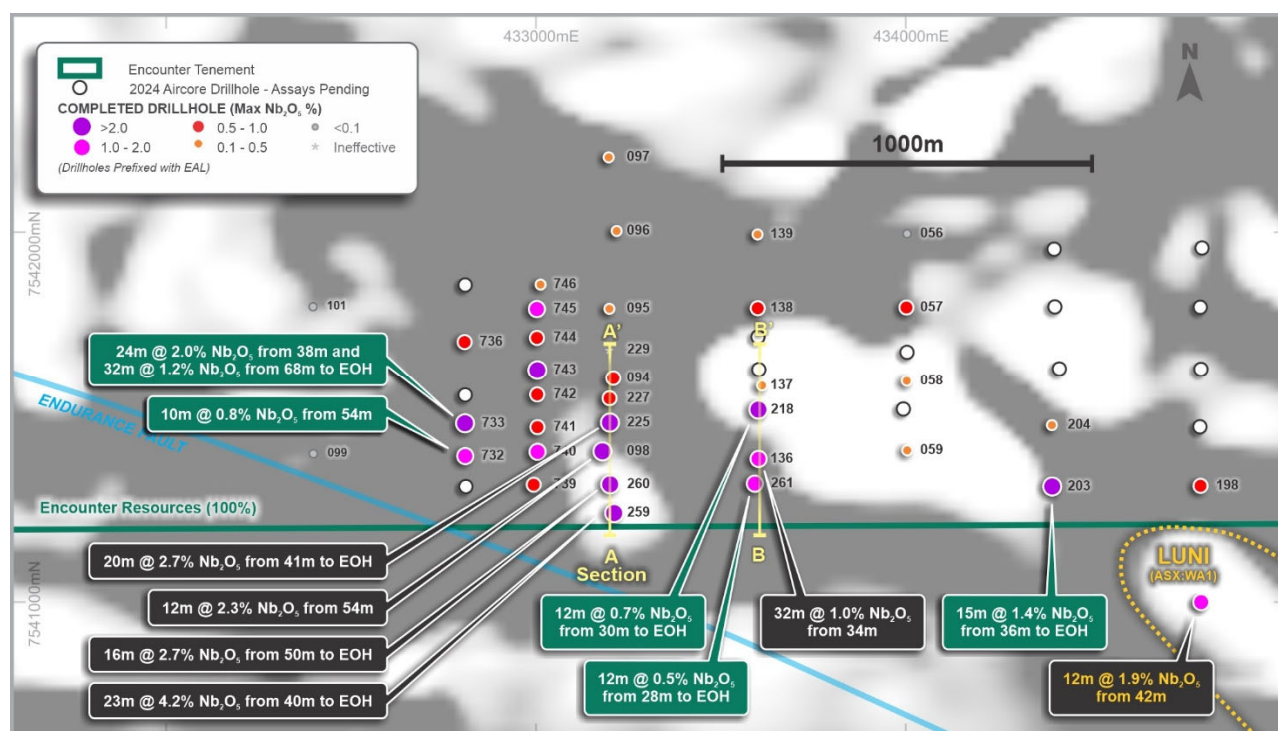 433000mE
434000mE
Encounter Tenement
2024 Aircore Drillhole - Assays Pending
COMPLETED DRILLHOLE (Max Nb₂O₅ %)
>2.0
0.5 - 1.0
<0.1
1.0 - 2.0
0.1 - 0.5
Ineffective
(Drillholes Prefixed with EAL)
N
1000m
097
096
139
056
7542000mN
746
101
745
095
138
057
A'
B'
736
744
229
743
094
137
058
742
227
218
733
225
204
741
099
732
740
098
136
059
739
260
261
203
198
259
24m @ 2.0% Nb₂O₅ from 38m and
32m @ 1.2% Nb₂O₅ from 68m to EOH
10m @ 0.8% Nb₂O₅ from 54m
ENDURANCE FAULT
Encounter Resources (100%)
A
Section
B
LUNI
(ASX:WA1)
7541000mN
20m @ 2.7% Nb₂O₅ from 41m to EOH
12m @ 2.3% Nb₂O₅ from 54m
16m @ 2.7% Nb₂O₅ from 50m to EOH
23m @ 4.2% Nb₂O₅ from 40m to EOH
12m @ 0.7% Nb₂O₅
from 30m to EOH
12m @ 0.5% Nb₂O₅
from 28m to EOH
32m @ 1.0% Nb₂O₅
from 34m
15m @ 1.4% Nb₂O₅
from 36m to EOH
12m @ 1.9% Nb₂O₅
from 42m